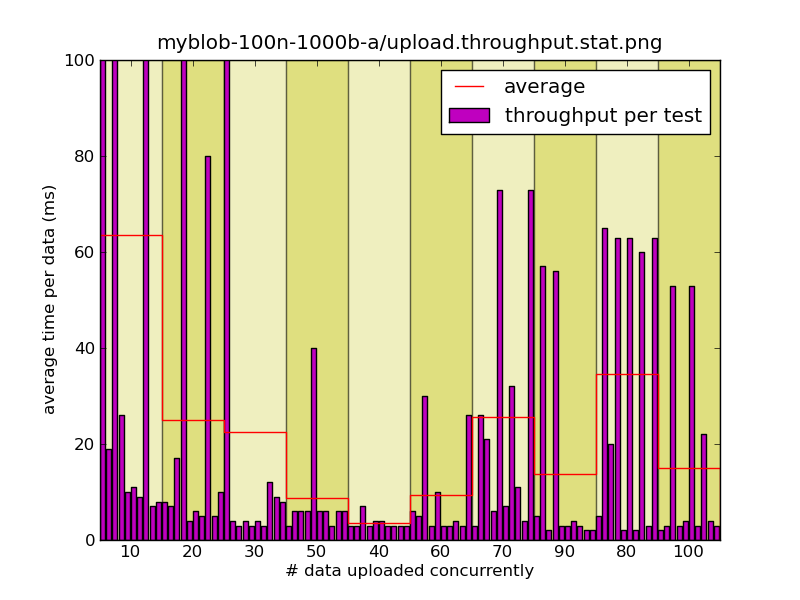 myblob-100n-1000b-a/upload.throughput.stat.png
average
throughput per test
average time per data (ms)
100
80
60
40
20
0
10 20 30 50 40 60 70 90 80 100
# data uploaded concurrently